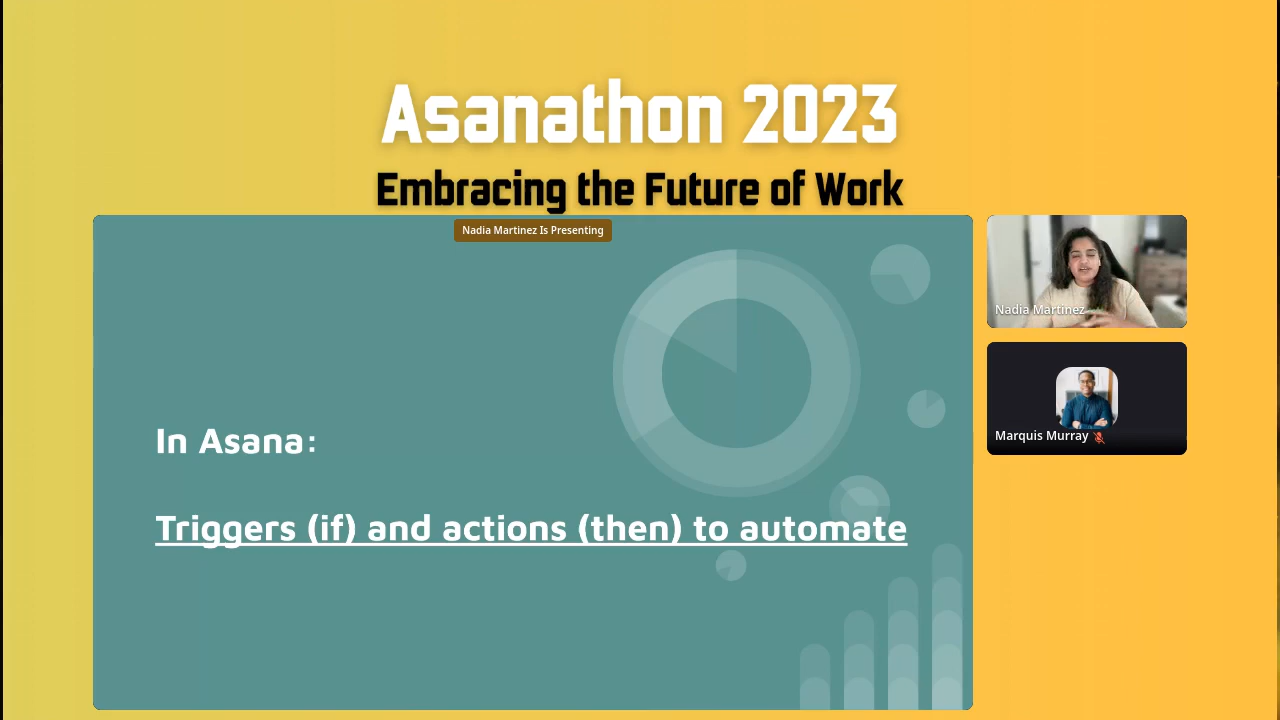 Asanathon 2023
Embracing the Future of Work
Nadia Martinez Is Presenting
In Asana:
Triggers (if) and actions (then) to automate
Nadia Martinez
Marquis Murray